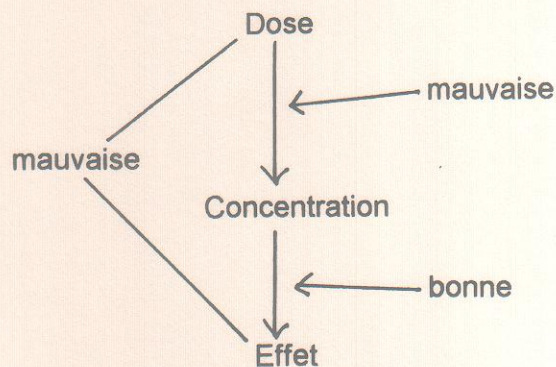 Dose
mauvaise
mauvaise
Concentration
bonne
Effet